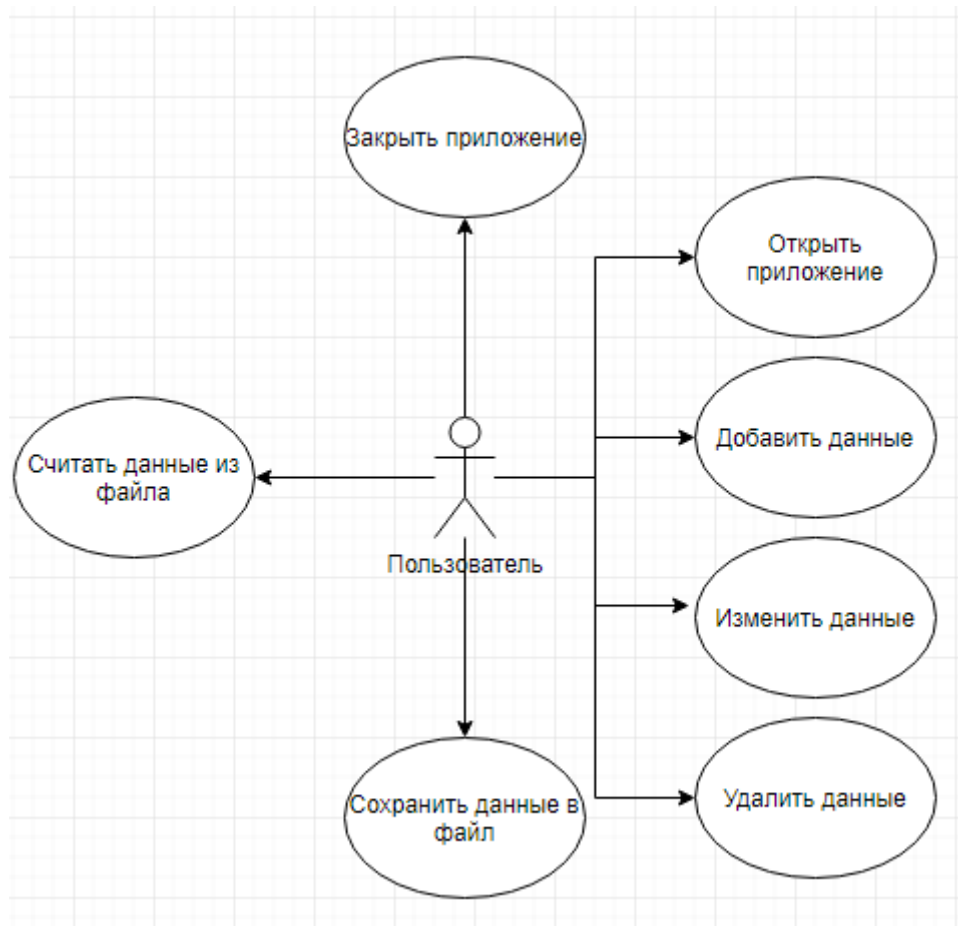 Закрыть приложение
Открыть
приложение
Добавить данные
Считать данные из
файла
Пользователь
Изменить данные
Сохранить данные в
файл
Удалить данные